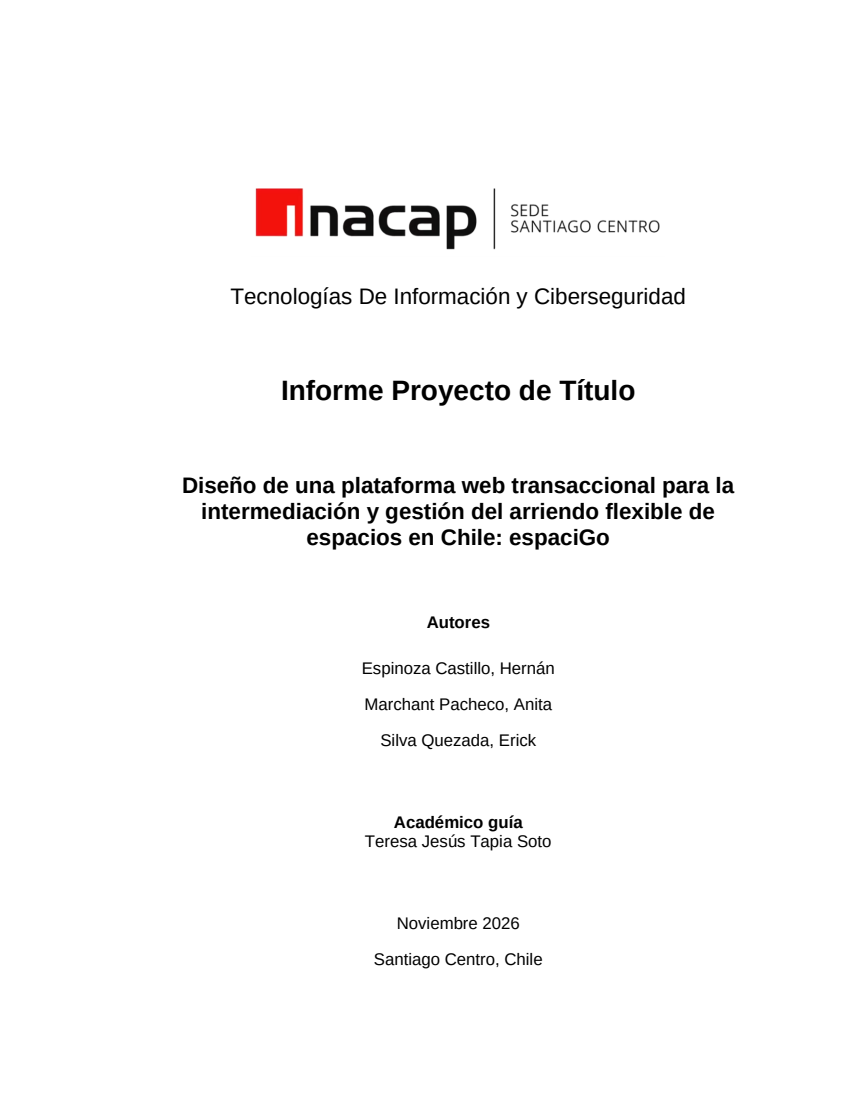 inacap
SEDE
SANTIAGO CENTRO
Tecnologías De Información y Ciberseguridad
Informe Proyecto de Título
Diseño de una plataforma web transaccional para la
intermediación y gestión del arriendo flexible de
espacios en Chile: espaciGo
Autores
Espinoza Castillo, Hernán
Marchant Pacheco, Anita
Silva Quezada, Erick
Académico guía
Teresa Jesús Tapia Soto
Noviembre 2026
Santiago Centro, Chile